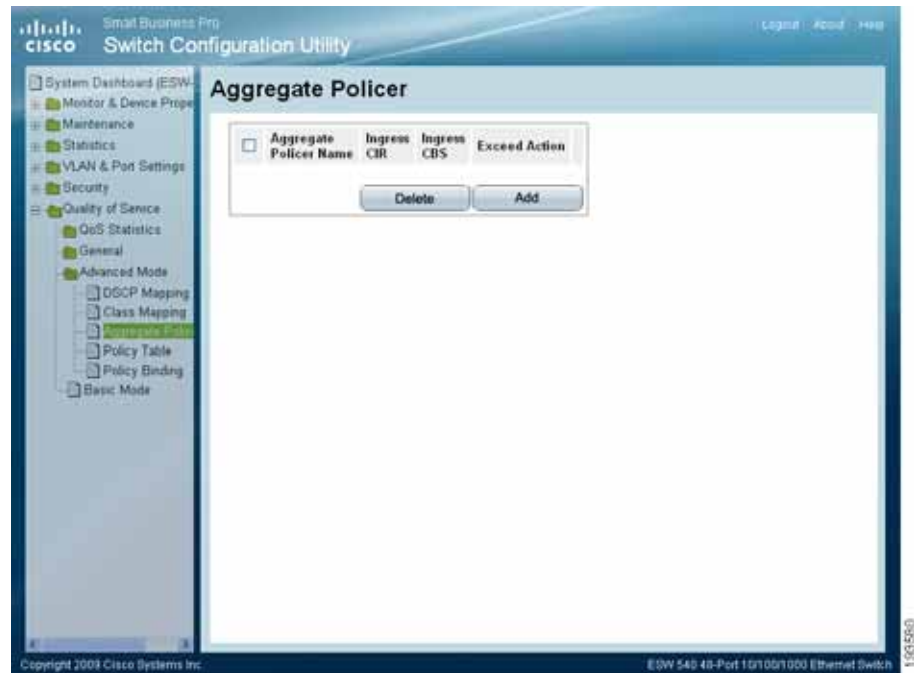 Small Business Pro
cisco Switch Configuration Utility
Logout About Help
System Dashboard (ESW-
Monitor & Device Prope
Maintenance
Statistics
VLAN & Port Settings
Security
Quality of Service
QoS Statistics
General
Advanced Mode
DSCP Mapping
Class Mapping
Aggregate Polic
Policy Table
Policy Binding
Basic Mode
Aggregate Policer
Aggregate Policer Name
Ingress CIR
Ingress CBS
Exceed Action
Delete
Add
Copyright 2009 Cisco Systems Inc
ESW 540 48-Port 10/100/1000 Ethernet Switch
193580